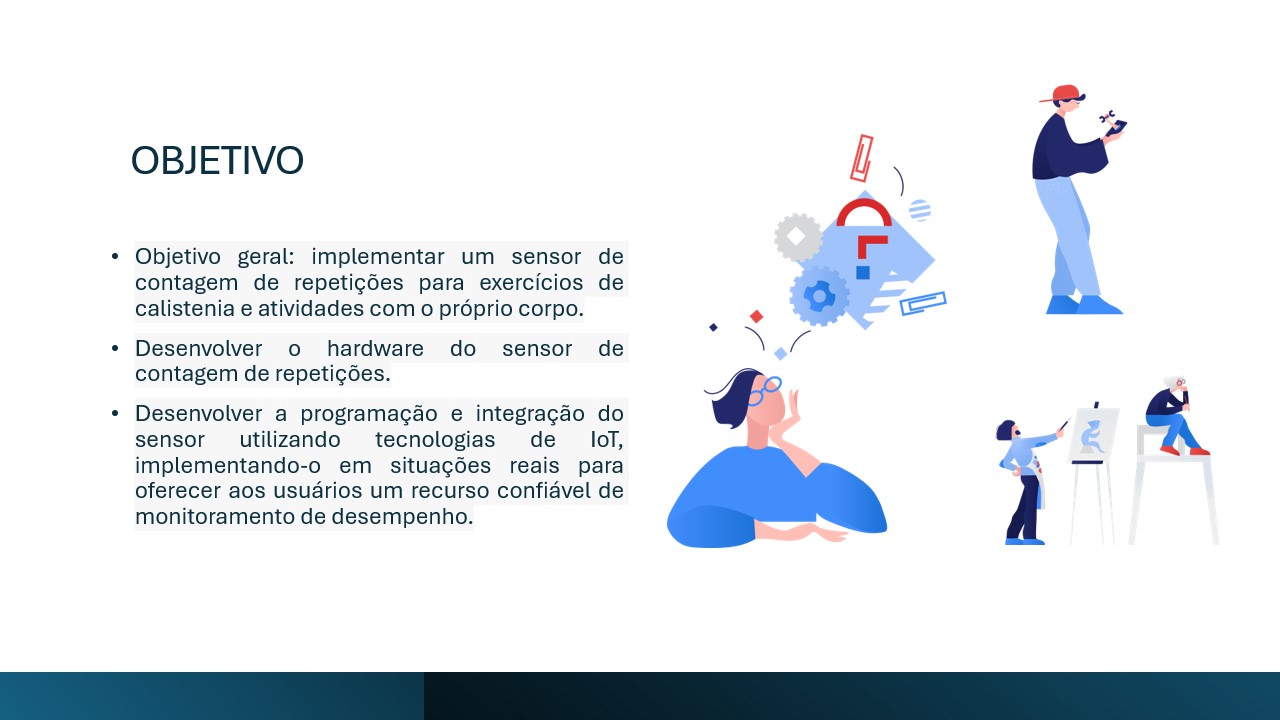 OBJETIVO
• Objetivo geral: implementar um sensor de
contagem de repetições para exercícios de
calistenia e atividades com o próprio corpo.
• Desenvolver o hardware do sensor de
contagem de repetições.
• Desenvolver a programação e integração do
sensor utilizando tecnologias de IoT,
implementando-o em situações reais para
oferecer aos usuários um recurso confiável de
monitoramento de desempenho.